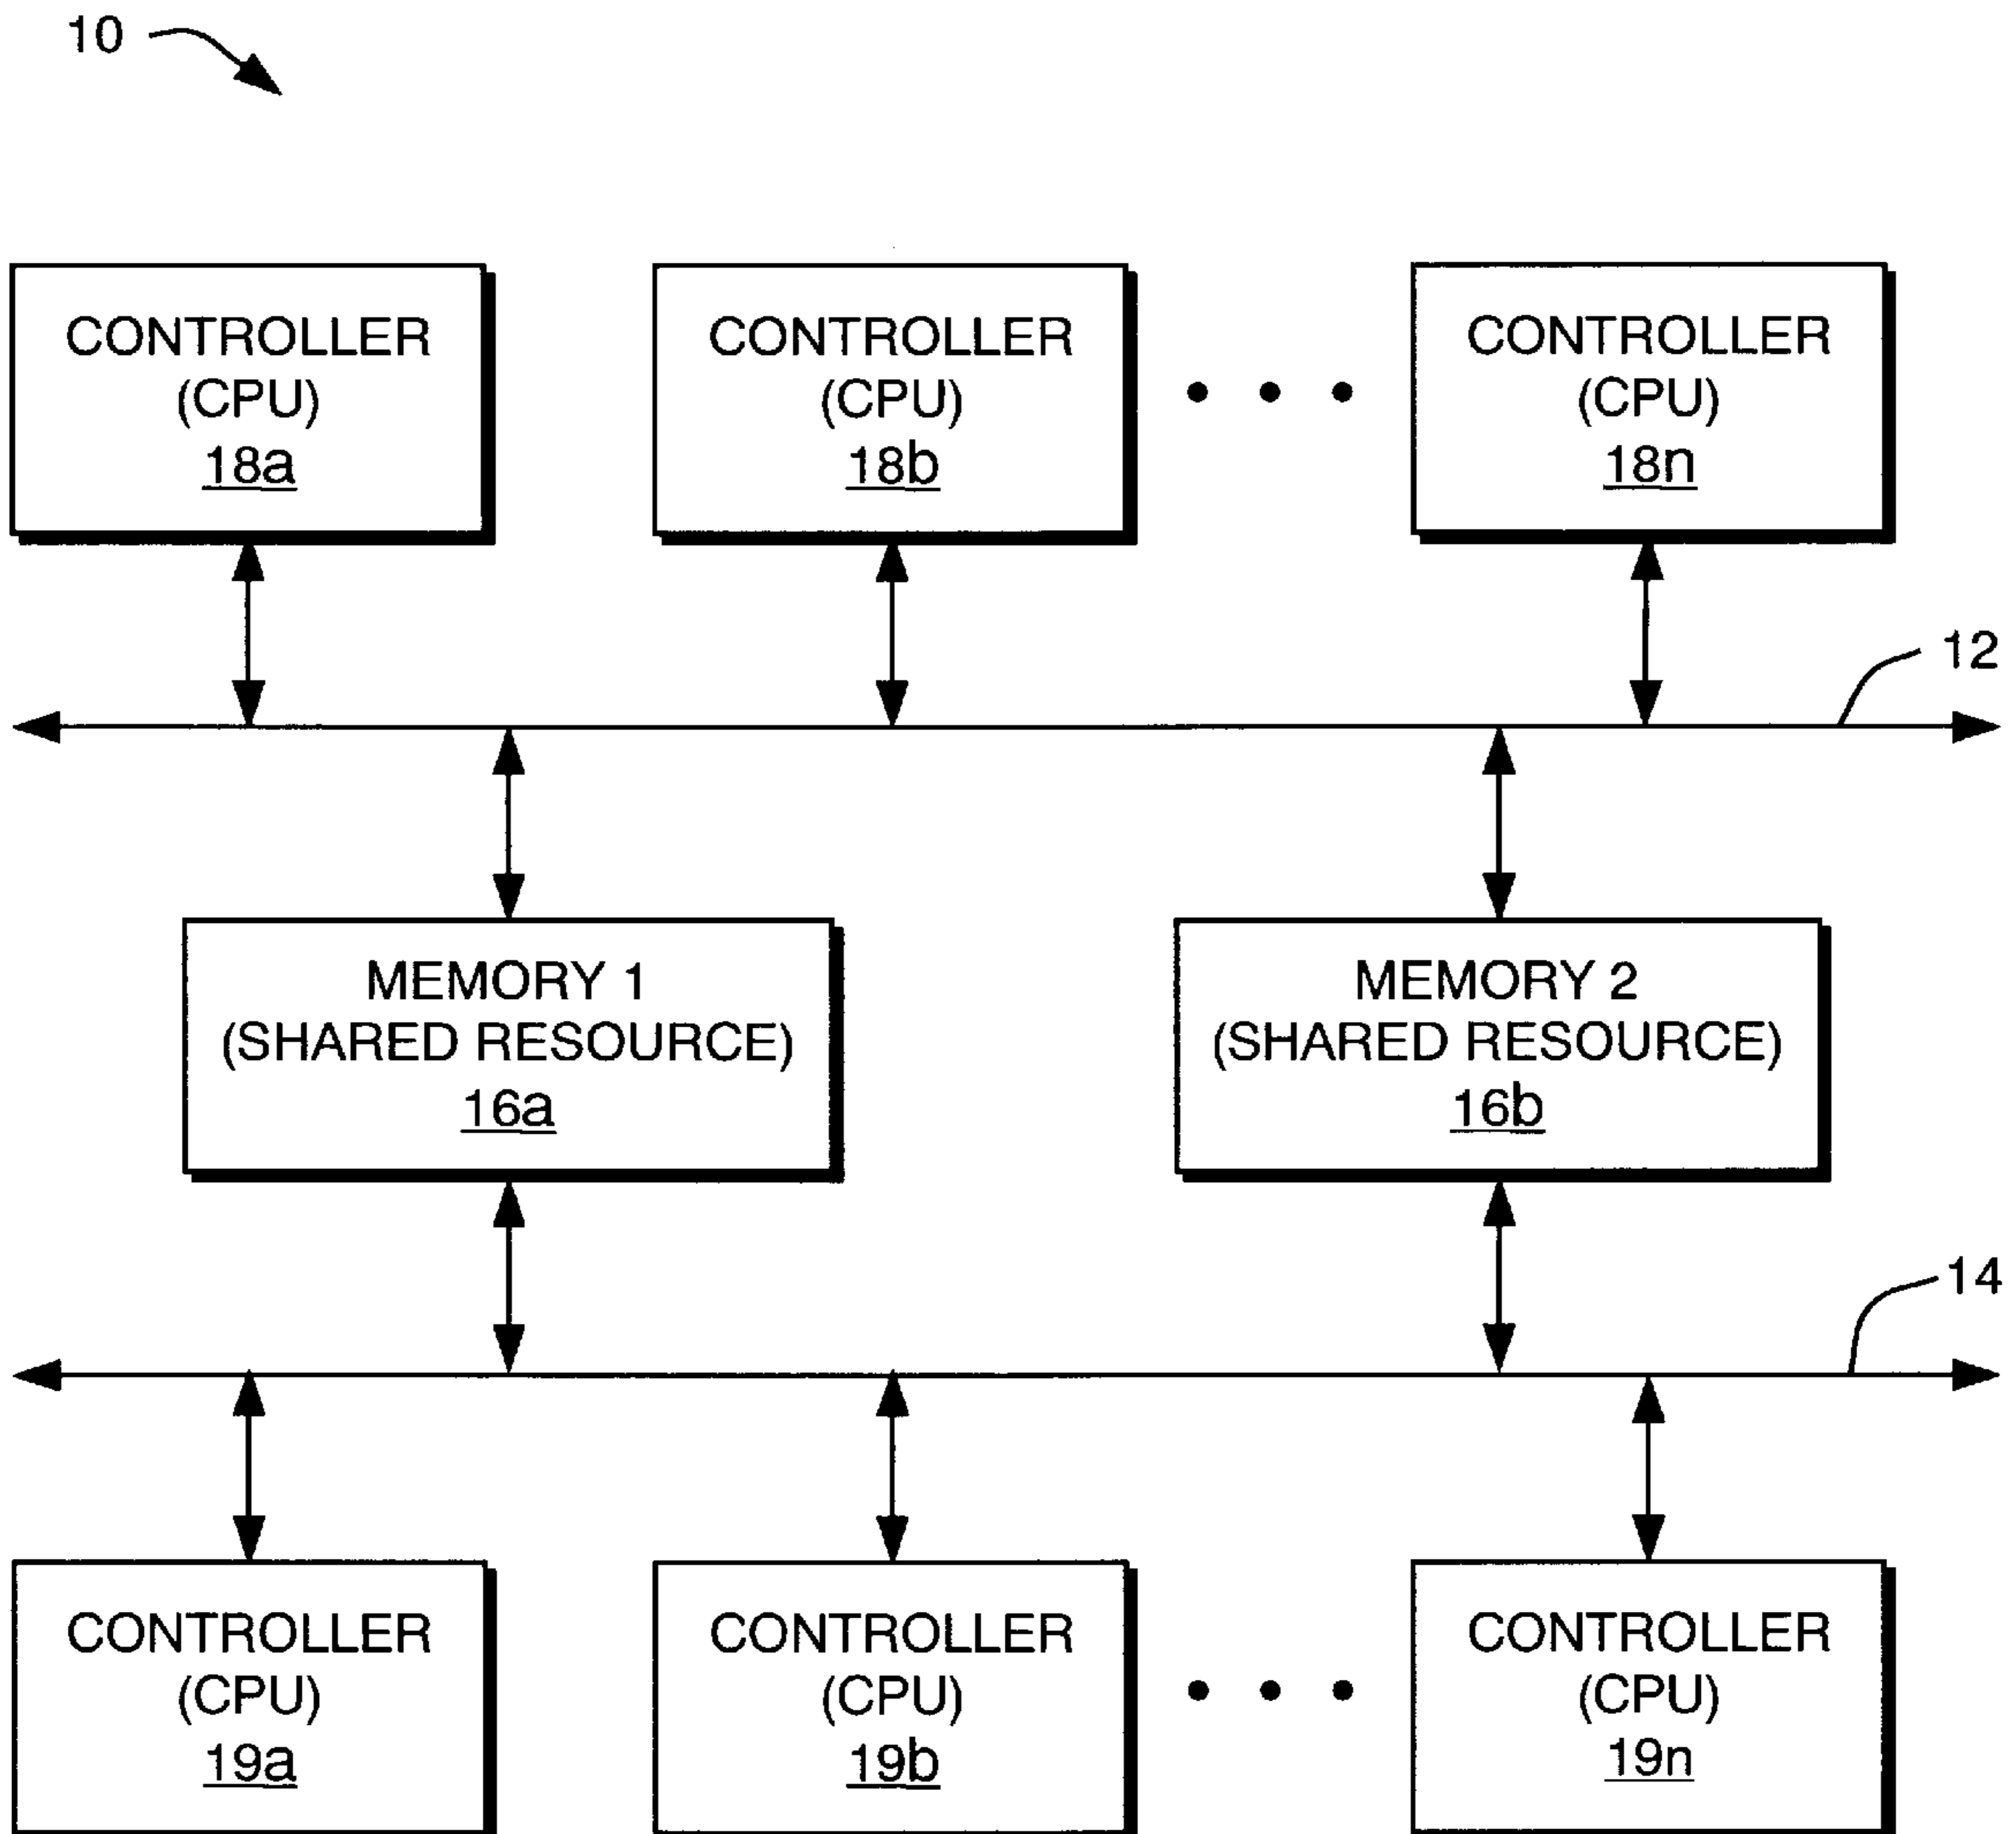 10
CONTROLLER
(CPU)
18a
CONTROLLER
(CPU)
18b
CONTROLLER
(CPU)
18n
12
MEMORY 1
(SHARED RESOURCE)
16a
MEMORY 2
(SHARED RESOURCE)
16b
14
CONTROLLER
(CPU)
19a
CONTROLLER
(CPU)
19b
CONTROLLER
(CPU)
19n